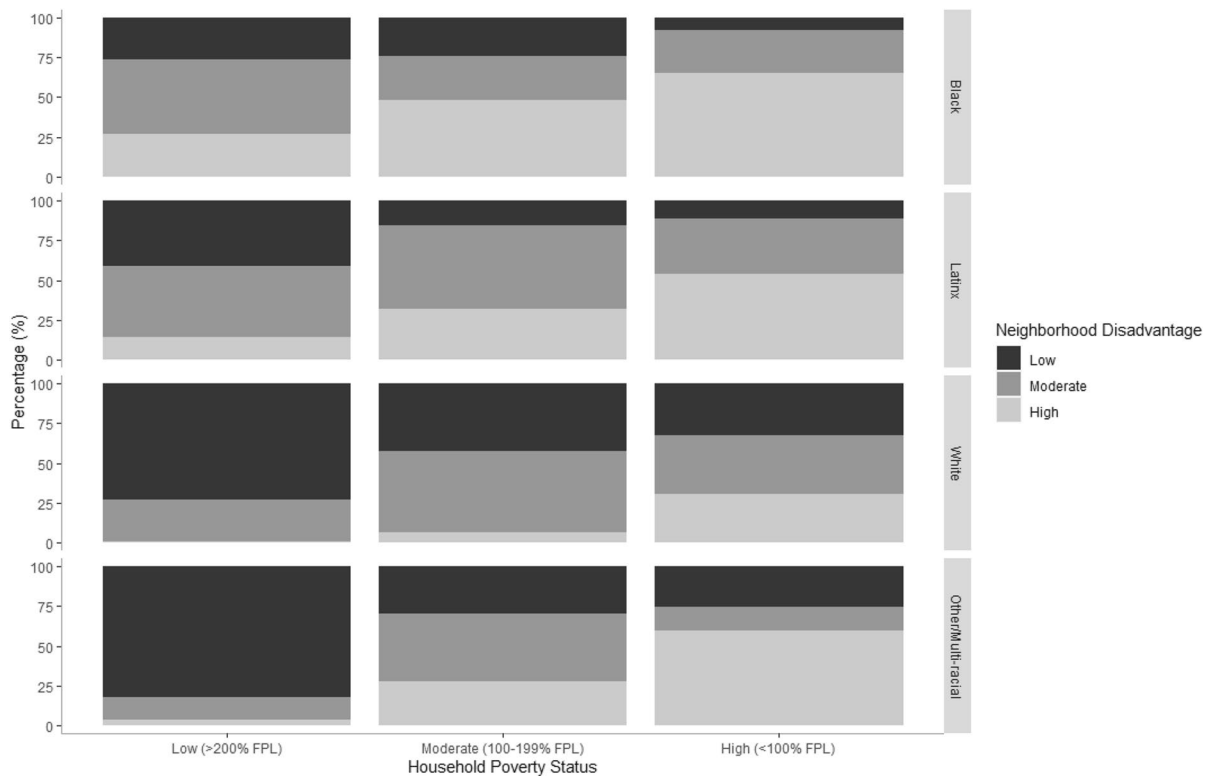 100
75
50
25
0
Black
100
75
50
25
0
Latinx
100
75
50
25
0
White
100
75
50
25
0
Other/Multi-racial
Percentage (%)
Low (>200% FPL)
Moderate (100-199% FPL)
High (<100% FPL)
Household Poverty Status
Neighborhood Disadvantage
Low
Moderate
High